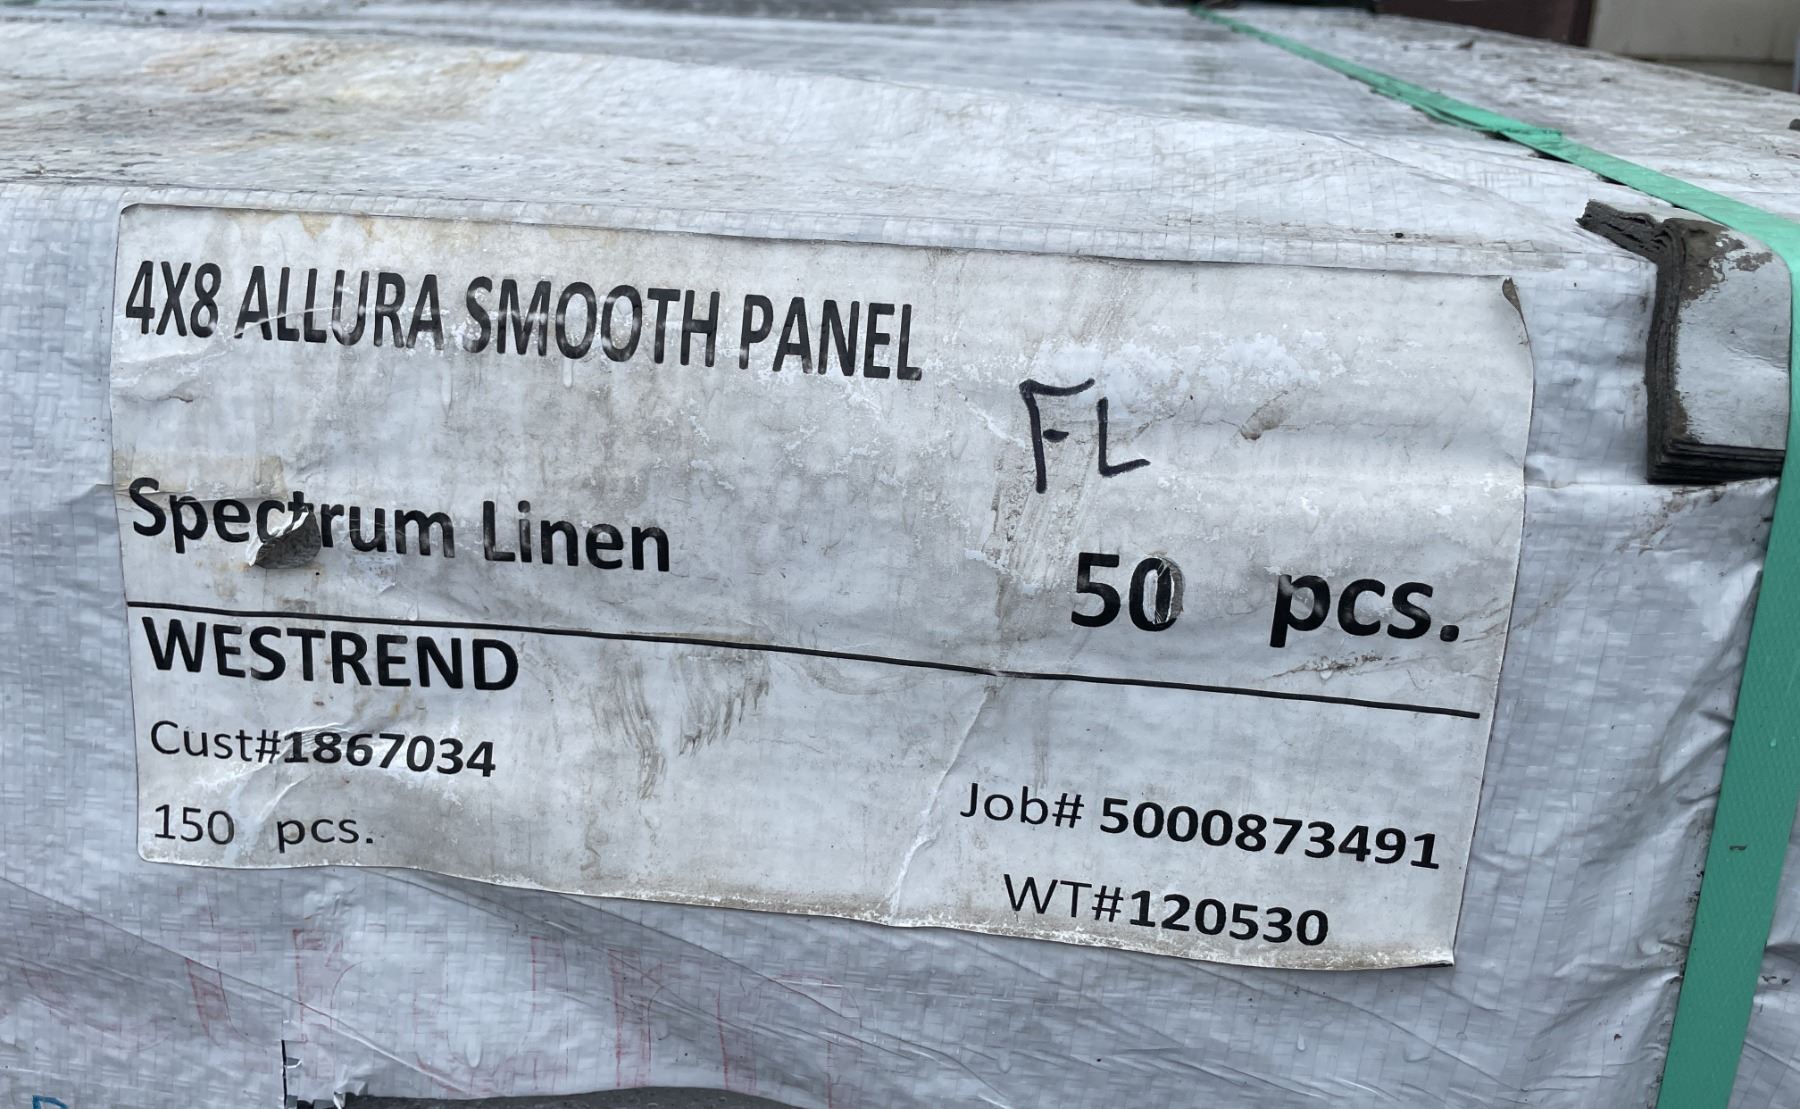 4X8 ALLURA SMOOTH PANEL
FL
Spectrum Linen
50 pcs.
WESTREND
Cust#1867034
150 pcs.
Job# 5000873491
WT#120530